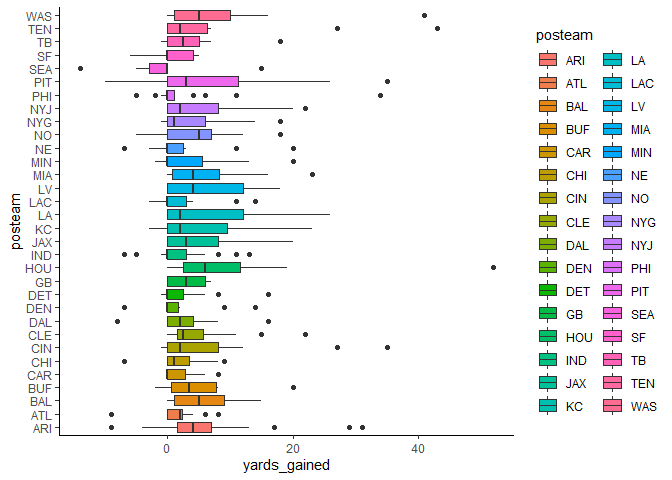 posteam
WAS
TEN
TB
SF
SEA
PIT
PHI
NYJ
NYG
NO
NE
MIN
MIA
LV
LAC
LA
KC
JAX
IND
HOU
GB
DET
DEN
DAL
CLE
CIN
CHI
CAR
BUF
BAL
ATL
ARI
0 20 40
yards_gained
posteam
ARI LA
ATL LAC
BAL LV
BUF MIA
CAR MIN
CHI NE
CIN NO
CLE NYG
DAL NYJ
DEN PHI
DET PIT
GB SEA
HOU SF
IND TB
JAX TEN
KC WAS